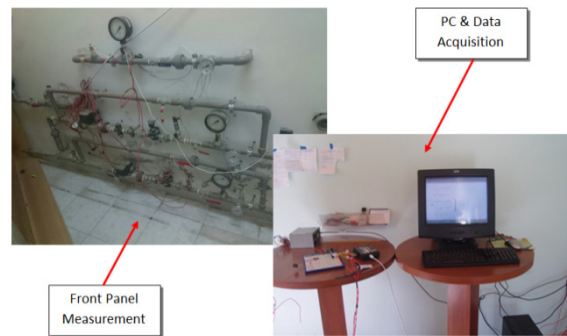 PC & Data
Acquisition
Front Panel
Measurement